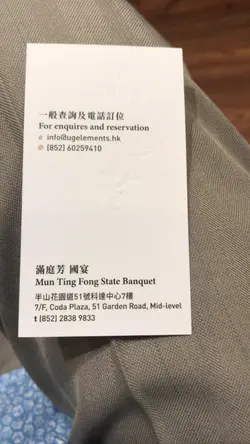 一般查詢及電話訂位
For enquires and reservation
e info@ugelements.hk
(852) 60259410
滿庭芳 國宴
Mun Ting Fong State Banquet
半山花園道51號科達中心7樓
7/F, Coda Plaza, 51 Garden Road, Mid-level
t (852) 2838 9833